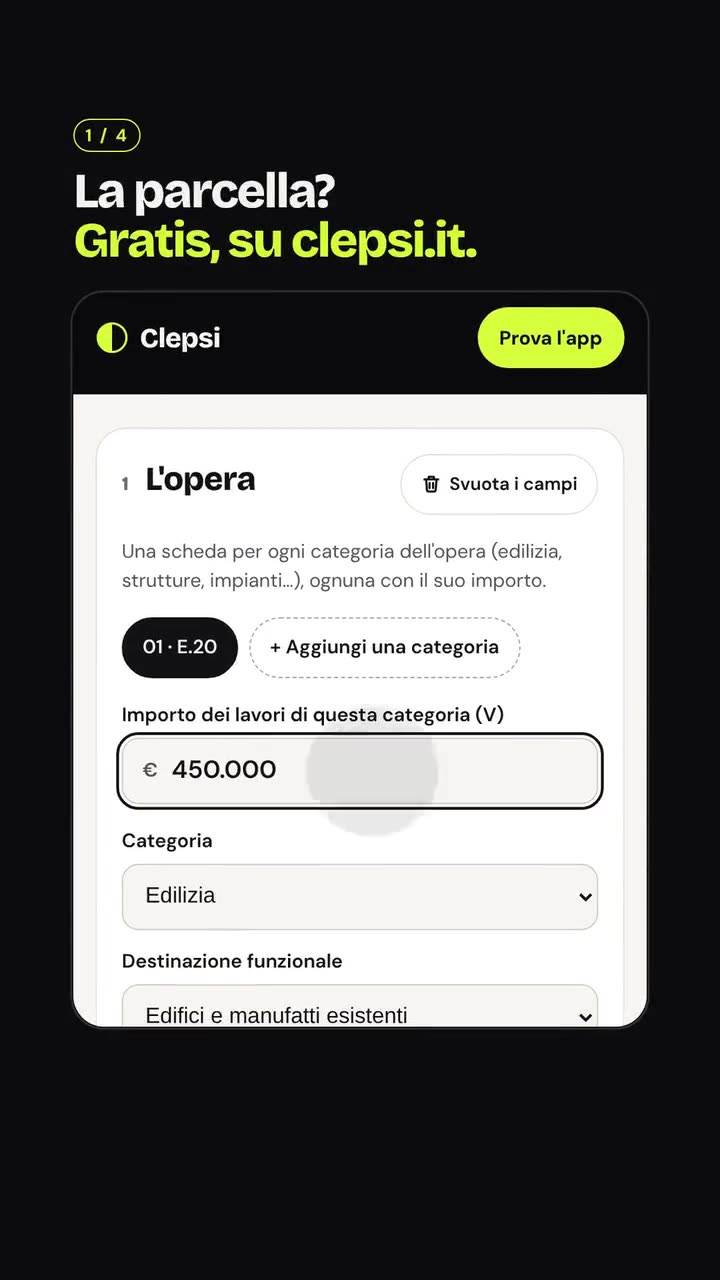 1 / 4
La parcella?
Gratis, su clepsi.it.
Clepsi
Prova l'app
1 L'opera
Svuota i campi
Una scheda per ogni categoria dell'opera (edilizia,
strutture, impianti…), ognuna con il suo importo.
01 · E.20
+ Aggiungi una categoria
Importo dei lavori di questa categoria (V)
€ 450.000
Categoria
Edilizia
Destinazione funzionale
Edifici e manufatti esistenti